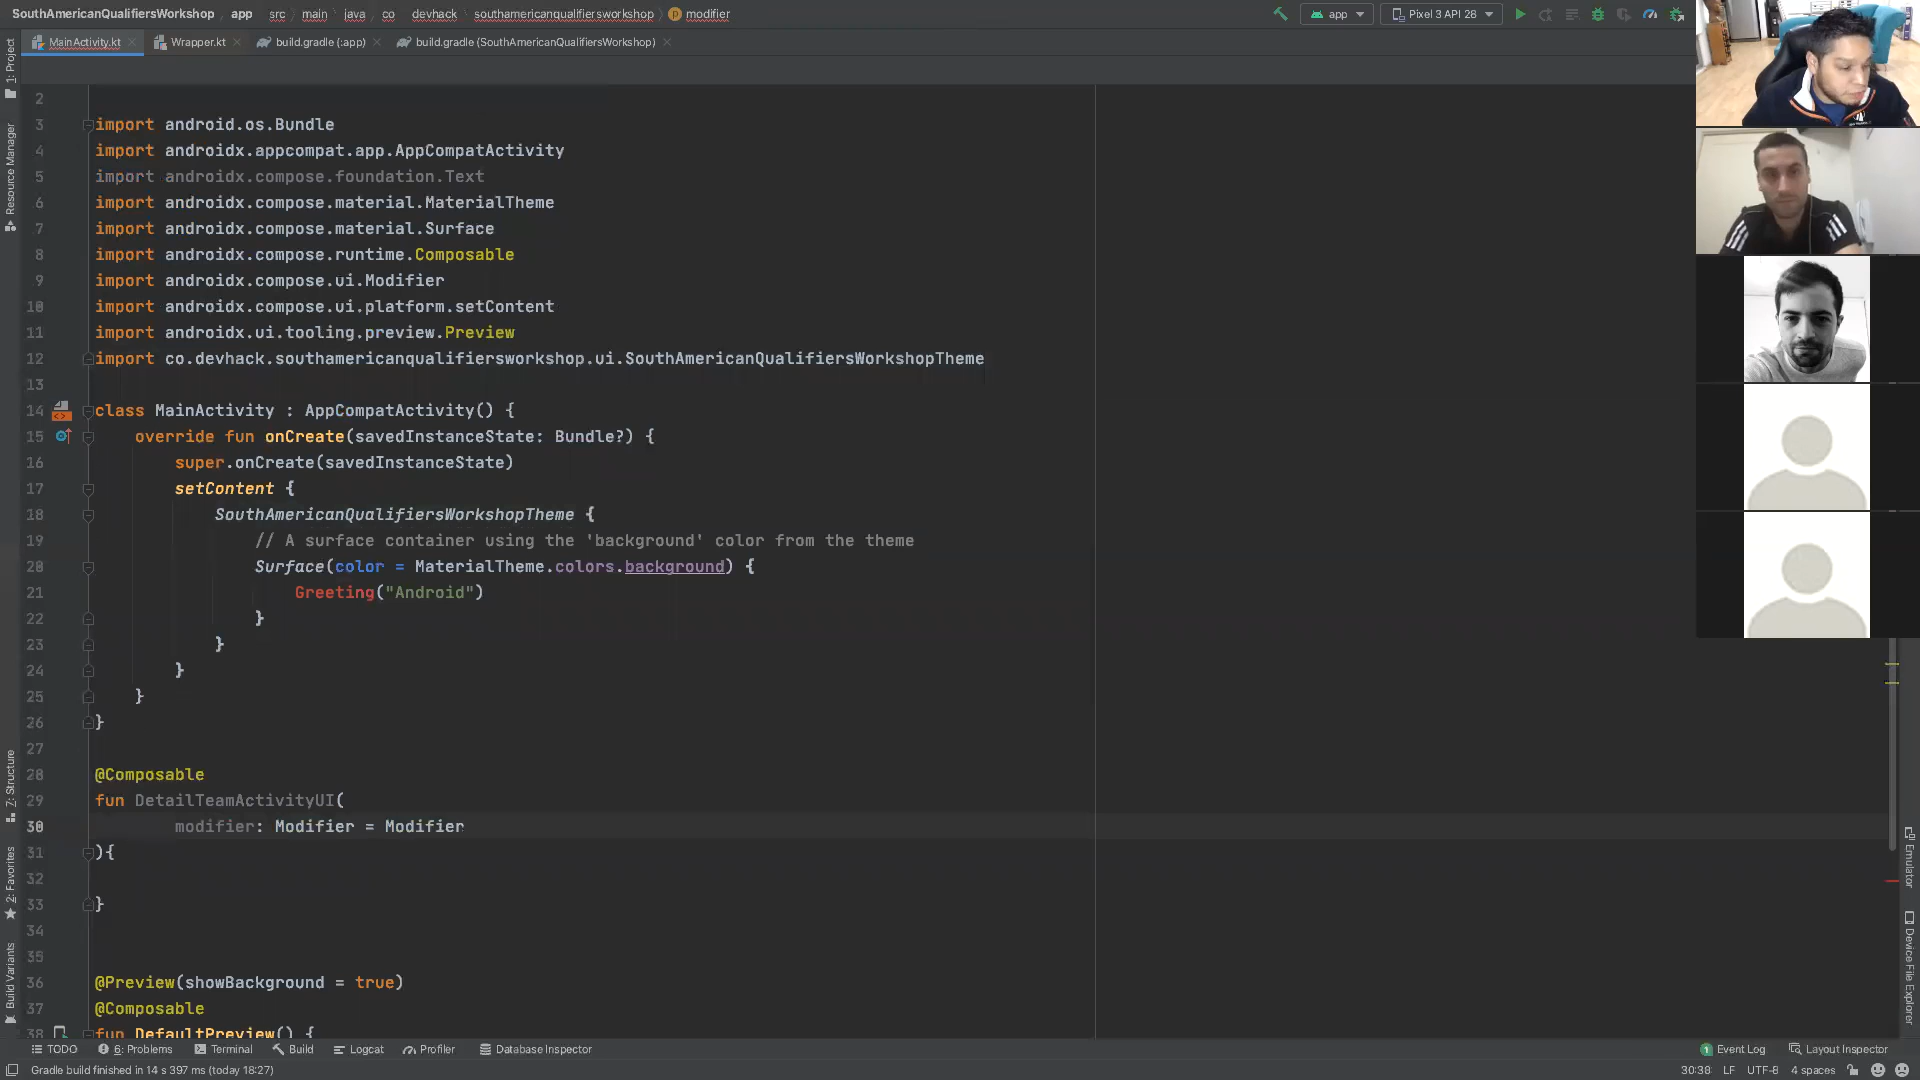 SouthAmericanQualifiersWorkshop app src main java co devhack southamericanqualifiersworkshop modifier app Pixel 3 API 28
MainActivity.kt Wrapper.kt build.gradle (:app) build.gradle (SouthAmericanQualifiersWorkshop)
1: Project
Resource Manager
7: Structure
2: Favorites
Build Variants
2
3 import android.os.Bundle
4 import androidx.appcompat.app.AppCompatActivity
5 import androidx.compose.foundation.Text
6 import androidx.compose.material.MaterialTheme
7 import androidx.compose.material.Surface
8 import androidx.compose.runtime.Composable
9 import androidx.compose.ui.Modifier
10 import androidx.compose.ui.platform.setContent
11 import androidx.ui.tooling.preview.Preview
12 import co.devhack.southamericanqualifiersworkshop.ui.SouthAmericanQualifiersWorkshopTheme
13
14 class MainActivity : AppCompatActivity() {
15 override fun onCreate(savedInstanceState: Bundle?) {
16 super.onCreate(savedInstanceState)
17 setContent {
18 SouthAmericanQualifiersWorkshopTheme {
19 // A surface container using the 'background' color from the theme
20 Surface(color = MaterialTheme.colors.background) {
21 Greeting("Android")
22 }
23 }
24 }
25 }
26 }
27
28 @Composable
29 fun DetailTeamActivityUI(
30 modifier: Modifier = Modifier
31 ){
32
33 }
34
35
36 @Preview(showBackground = true)
37 @Composable
38 fun DefaultPreview() {
Emulator
Device File Explorer
TODO 6: Problems Terminal Build Logcat Profiler Database Inspector 1 Event Log Layout Inspector
Gradle build finished in 14 s 397 ms (today 18:27) 30:38 LF UTF-8 4 spaces